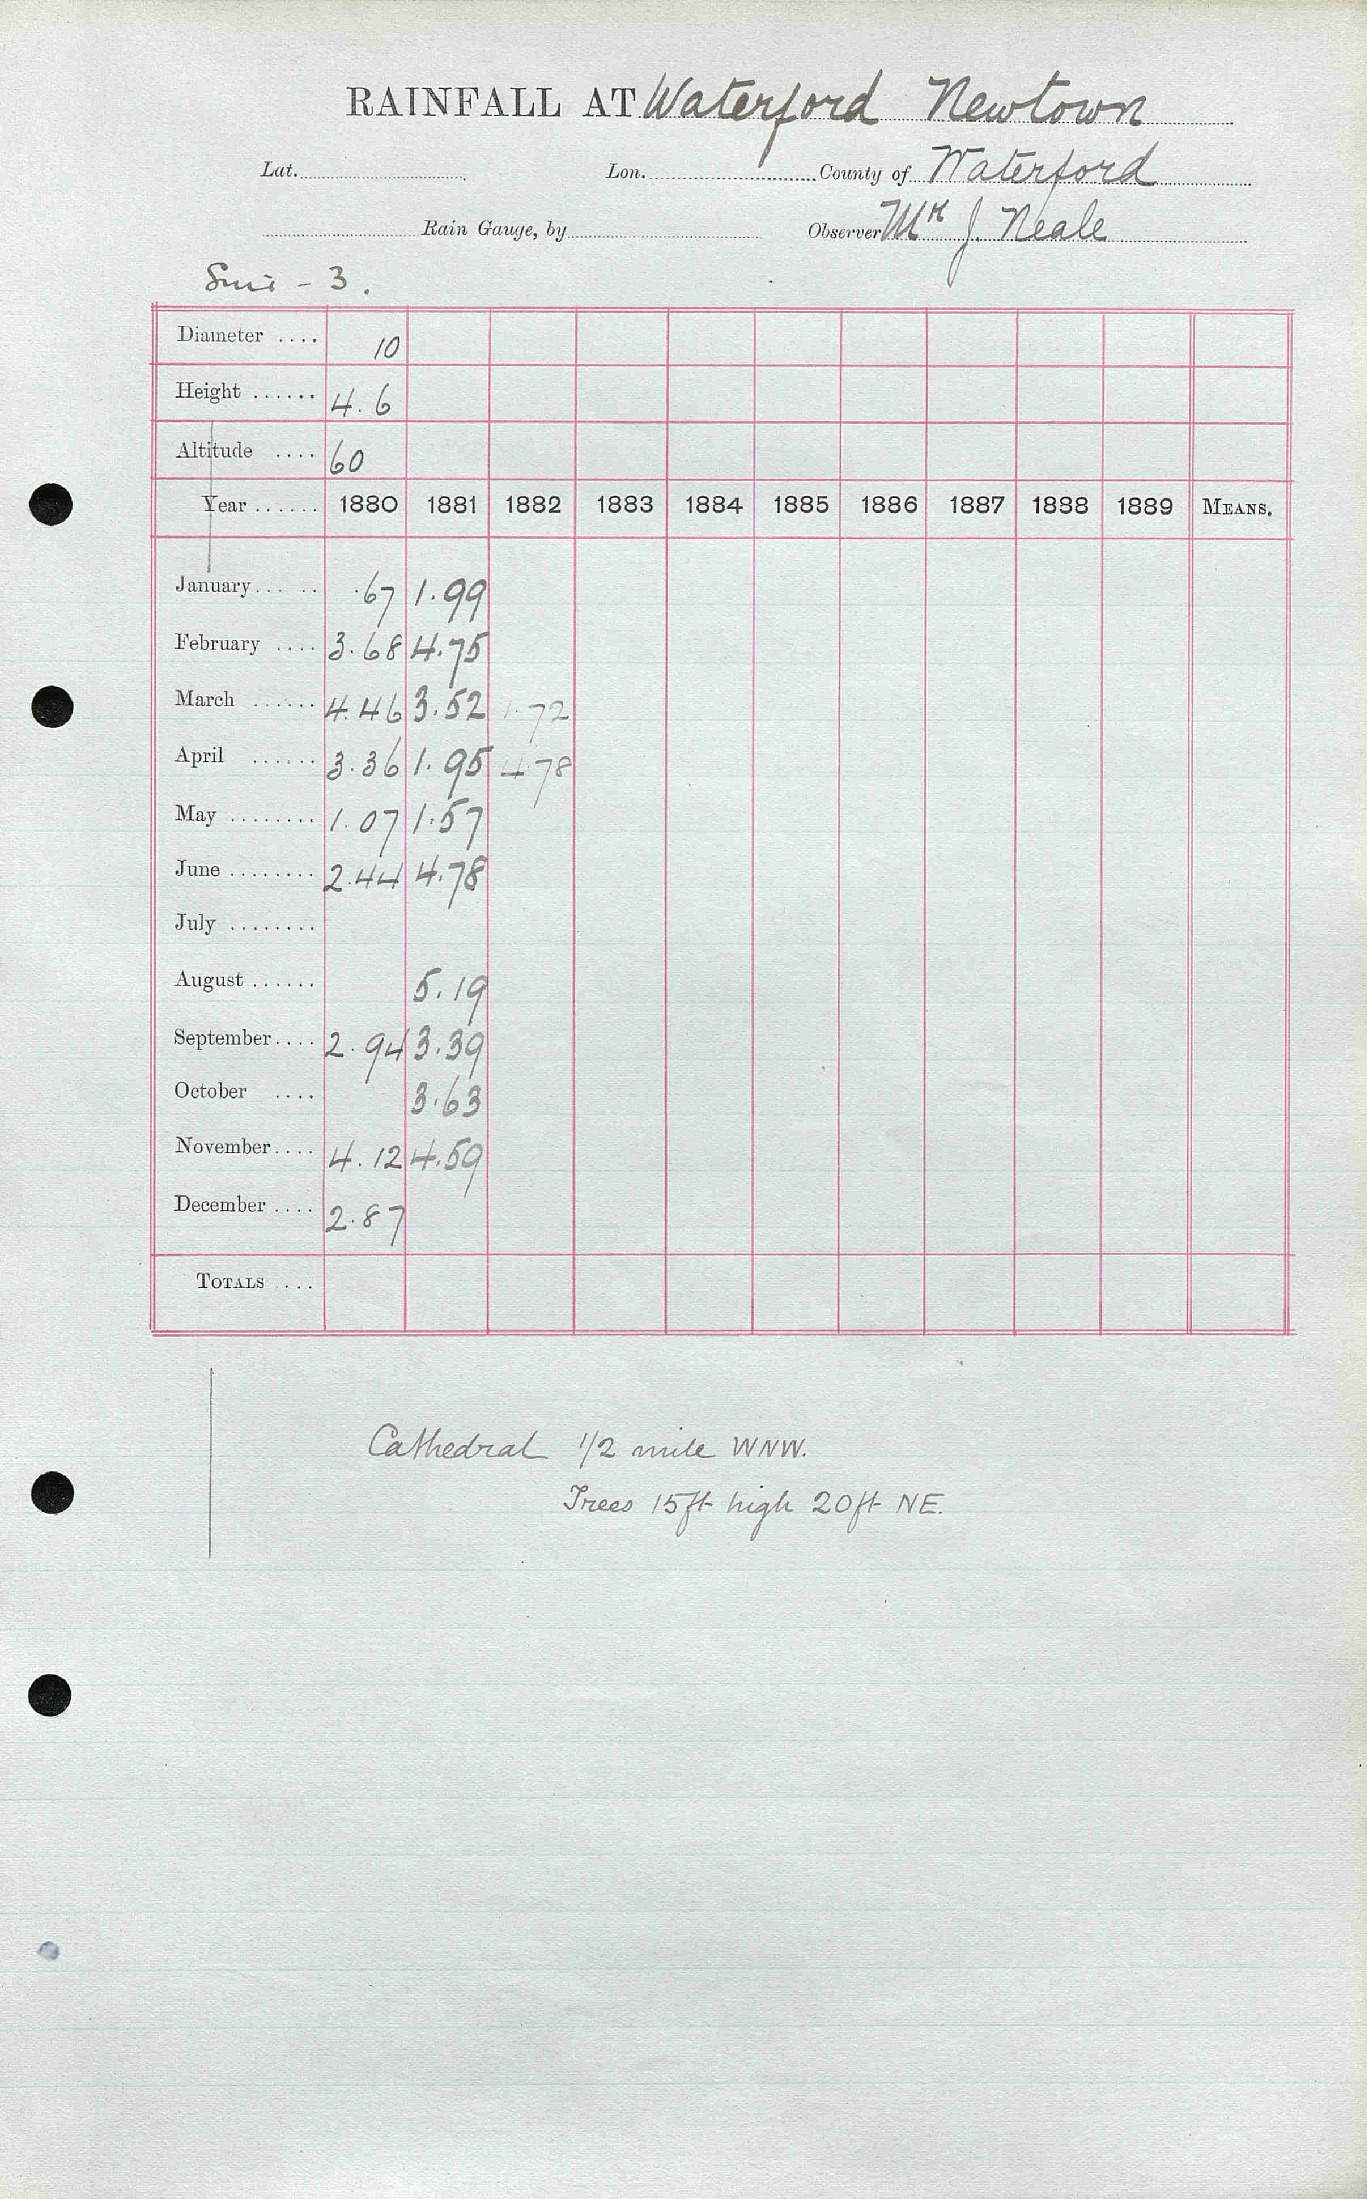 RAINFALL AT Waterford Newtown
Lat. Lon. County of Waterford
Rain Gauge, by Observer Mr J. Neale
- 3.
Diameter .... 10
Height ...... 4.6
Altitude .... 60
Year ...... 1880 1881 1882 1883 1884 1885 1886 1887 1888 1889 MEANS.
January .67 1.99
February .... 3.68 4.75
March ...... 4.46 3.52 1.72
April ...... 3.36 1.95 4.78
May ........ 1.07 1.57
June ........ 2.44 4.78
July ........
August ...... 5.19
September.... 2.94 3.39
October .... 3.63
November.... 4.12 4.59
December .... 2.87
TOTALS ....
Cathedral 1/2 mile WNW.
Trees 15ft high 20ft NE.